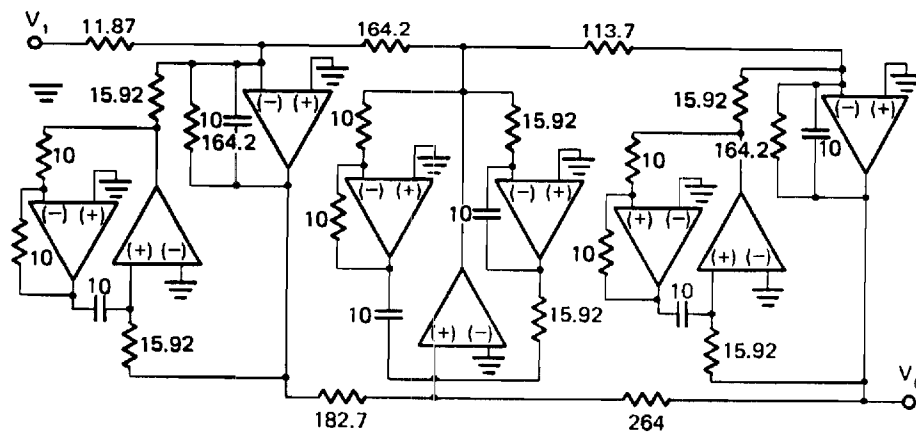 V₁ 11.87 164.2 113.7
15.92 10 (-) (+) 10 15.92 15.92 (-) (+) 10
10 164.2 10 164.2
(-) (+) (-) (+) (-) (+) (-) (+)
10 (+) (-) 10 10 10 (+) (-)
10 10 15.92 10
15.92 (+) (-) 15.92
182.7 264